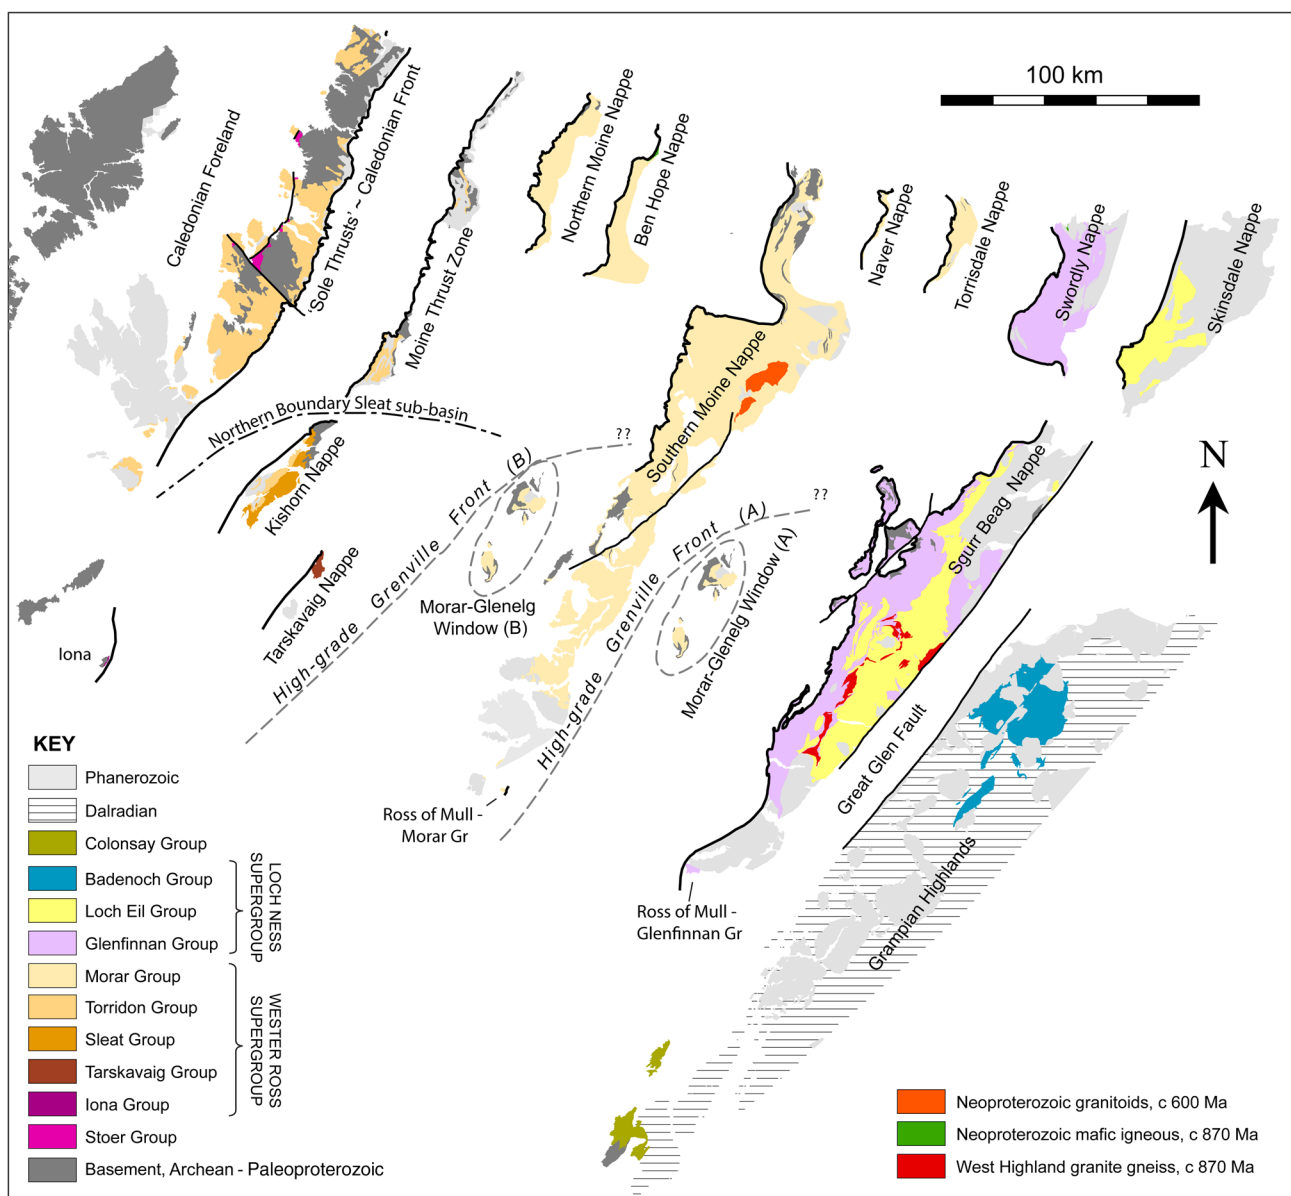 100 km
Caledonian Foreland
'Sole Thrusts' ~ Caledonian Front
Moine Thrust Zone
Northern Moine Nappe
Ben Hope Nappe
Naver Nappe
Torrisdale Nappe
Swordly Nappe
Skinsdale Nappe
Southern Moine Nappe
Northern Boundary Sleat sub-basin
Kishorn Nappe
Tarskavaig Nappe
High-grade Grenville Front (B)
??
Morar-Glenelg
Window (B)
High-grade Grenville Front (A)
??
Morar-Glenelg Window (A)
Sgurr Beag Nappe
N
Iona
Great Glen Fault
Grampian Highlands
Ross of Mull -
Morar Gr
Ross of Mull -
Glenfinnan Gr
KEY
Phanerozoic
Dalradian
Colonsay Group
Badenoch Group
Loch Eil Group
Glenfinnan Group
LOCH NESS
SUPERGROUP
Morar Group
Torridon Group
Sleat Group
Tarskavaig Group
Iona Group
WESTER ROSS
SUPERGROUP
Stoer Group
Basement, Archean - Paleoproterozoic
Neoproterozoic granitoids, c 600 Ma
Neoproterozoic mafic igneous, c 870 Ma
West Highland granite gneiss, c 870 Ma